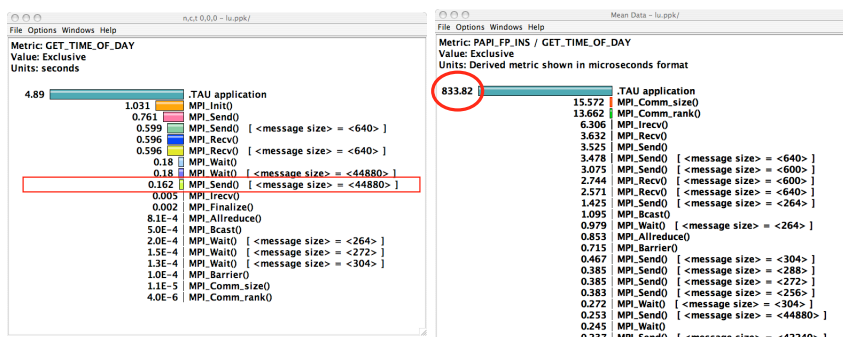 n,c,t 0,0,0 – lu.ppk/
File Options Windows Help
Metric: GET_TIME_OF_DAY
Value: Exclusive
Units: seconds
4.89 .TAU application
1.031 MPI_Init()
0.761 MPI_Send()
0.599 MPI_Send() [ <message size> = <640> ]
0.596 MPI_Recv()
0.596 MPI_Recv() [ <message size> = <640> ]
0.18 MPI_Wait()
0.18 MPI_Wait() [ <message size> = <44880> ]
0.162 MPI_Send() [ <message size> = <44880> ]
0.005 MPI_Irecv()
0.002 MPI_Finalize()
8.1E-4 MPI_Allreduce()
5.0E-4 MPI_Bcast()
2.0E-4 MPI_Wait() [ <message size> = <264> ]
1.5E-4 MPI_Wait() [ <message size> = <272> ]
1.3E-4 MPI_Wait() [ <message size> = <304> ]
1.0E-4 MPI_Barrier()
1.1E-5 MPI_Comm_size()
4.0E-6 MPI_Comm_rank()
Mean Data – lu.ppk/
File Options Windows Help
Metric: PAPI_FP_INS / GET_TIME_OF_DAY
Value: Exclusive
Units: Derived metric shown in microseconds format
833.82 .TAU application
15.572 MPI_Comm_size()
13.662 MPI_Comm_rank()
6.306 MPI_Irecv()
3.632 MPI_Recv()
3.525 MPI_Send()
3.478 MPI_Send() [ <message size> = <640> ]
3.075 MPI_Send() [ <message size> = <600> ]
2.744 MPI_Recv() [ <message size> = <600> ]
2.571 MPI_Recv() [ <message size> = <640> ]
1.425 MPI_Send() [ <message size> = <264> ]
1.095 MPI_Bcast()
0.979 MPI_Wait() [ <message size> = <264> ]
0.853 MPI_Allreduce()
0.715 MPI_Barrier()
0.467 MPI_Send() [ <message size> = <304> ]
0.385 MPI_Send() [ <message size> = <288> ]
0.385 MPI_Send() [ <message size> = <272> ]
0.383 MPI_Send() [ <message size> = <256> ]
0.272 MPI_Wait() [ <message size> = <304> ]
0.253 MPI_Send() [ <message size> = <44880> ]
0.245 MPI_Wait()
0.237 MPI_Send() [ <message size> = <42240> ]